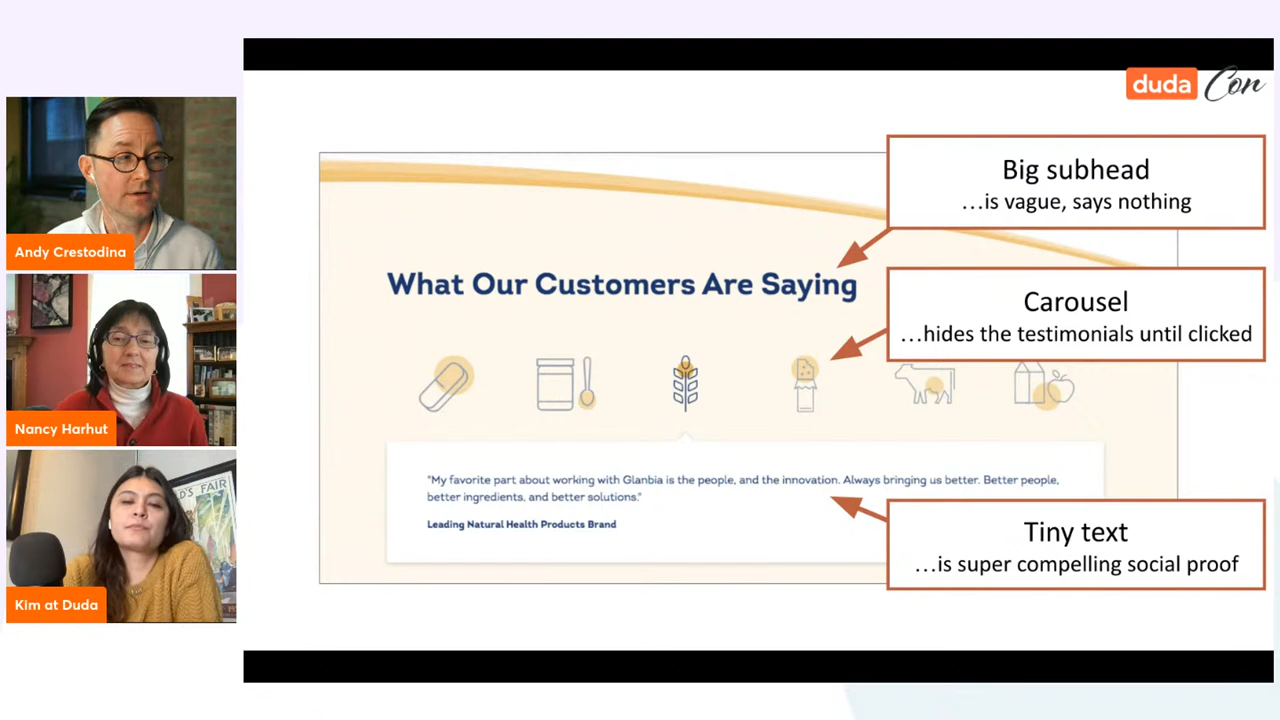 duda Con
Big subhead
…is vague, says nothing
What Our Customers Are Saying
Carousel
…hides the testimonials until clicked
"My favorite part about working with Glanbia is the people, and the innovation. Always bringing us better. Better people,
better ingredients, and better solutions."
Leading Natural Health Products Brand
Tiny text
…is super compelling social proof
Andy Crestodina
Nancy Harhut
D'S FAIR
Kim at Duda